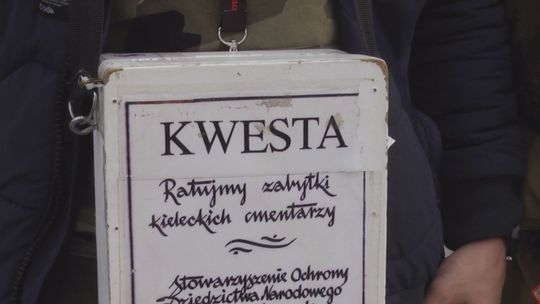 KWESTA
Ratujmy zabytki
kieleckich cmentarzy
Stowarzyszenie Ochrony
Dziedzictwa Narodowego